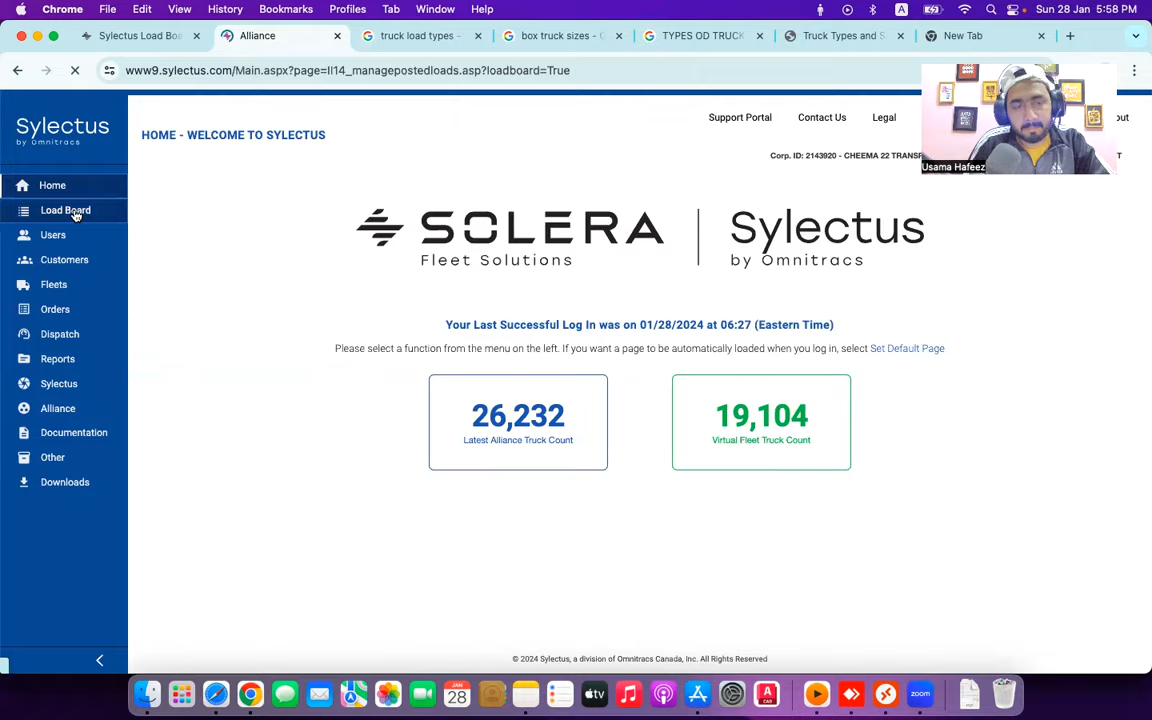 Chrome File Edit View History Bookmarks Profiles Tab Window Help A Sun 28 Jan 5:58 PM
Sylectus Load Boa Alliance truck load types - box truck sizes - G TYPES OD TRUCK Truck Types and S New Tab
www9.sylectus.com/Main.aspx?page=II14_managepostedloads.asp?loadboard=True
Sylectus
by Omnitracs
HOME - WELCOME TO SYLECTUS
Support Portal Contact Us Legal out
Corp. ID: 2143920 - CHEEMA 22 TRANSP T
Usama Hafeez
Home
Load Board
Users
Customers
Fleets
Orders
Dispatch
Reports
Sylectus
Alliance
Documentation
Other
Downloads
SOLERA
Fleet Solutions
Sylectus
by Omnitracs
Your Last Successful Log In was on 01/28/2024 at 06:27 (Eastern Time)
Please select a function from the menu on the left. If you want a page to be automatically loaded when you log in, select Set Default Page
26,232
Latest Alliance Truck Count
19,104
Virtual Fleet Truck Count
© 2024 Sylectus, a division of Omnitracs Canada, Inc. All Rights Reserved
JAN
28
tv
A
zoom